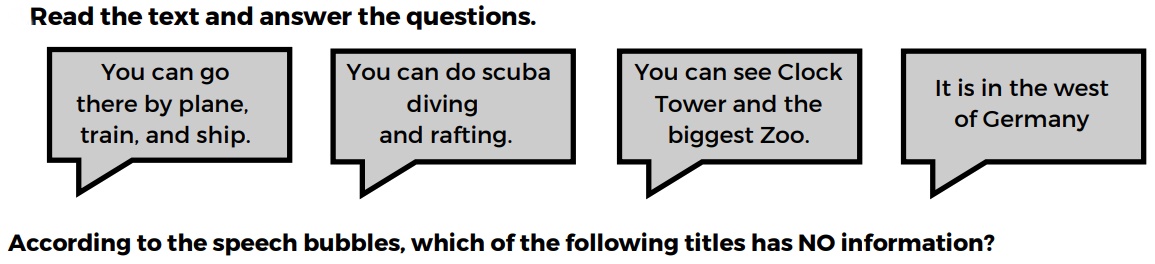 Read the text and answer the questions.
You can go
there by plane,
train, and ship.
You can do scuba
diving
and rafting.
You can see Clock
Tower and the
biggest Zoo.
It is in the west
of Germany
According to the speech bubbles, which of the following titles has NO information?